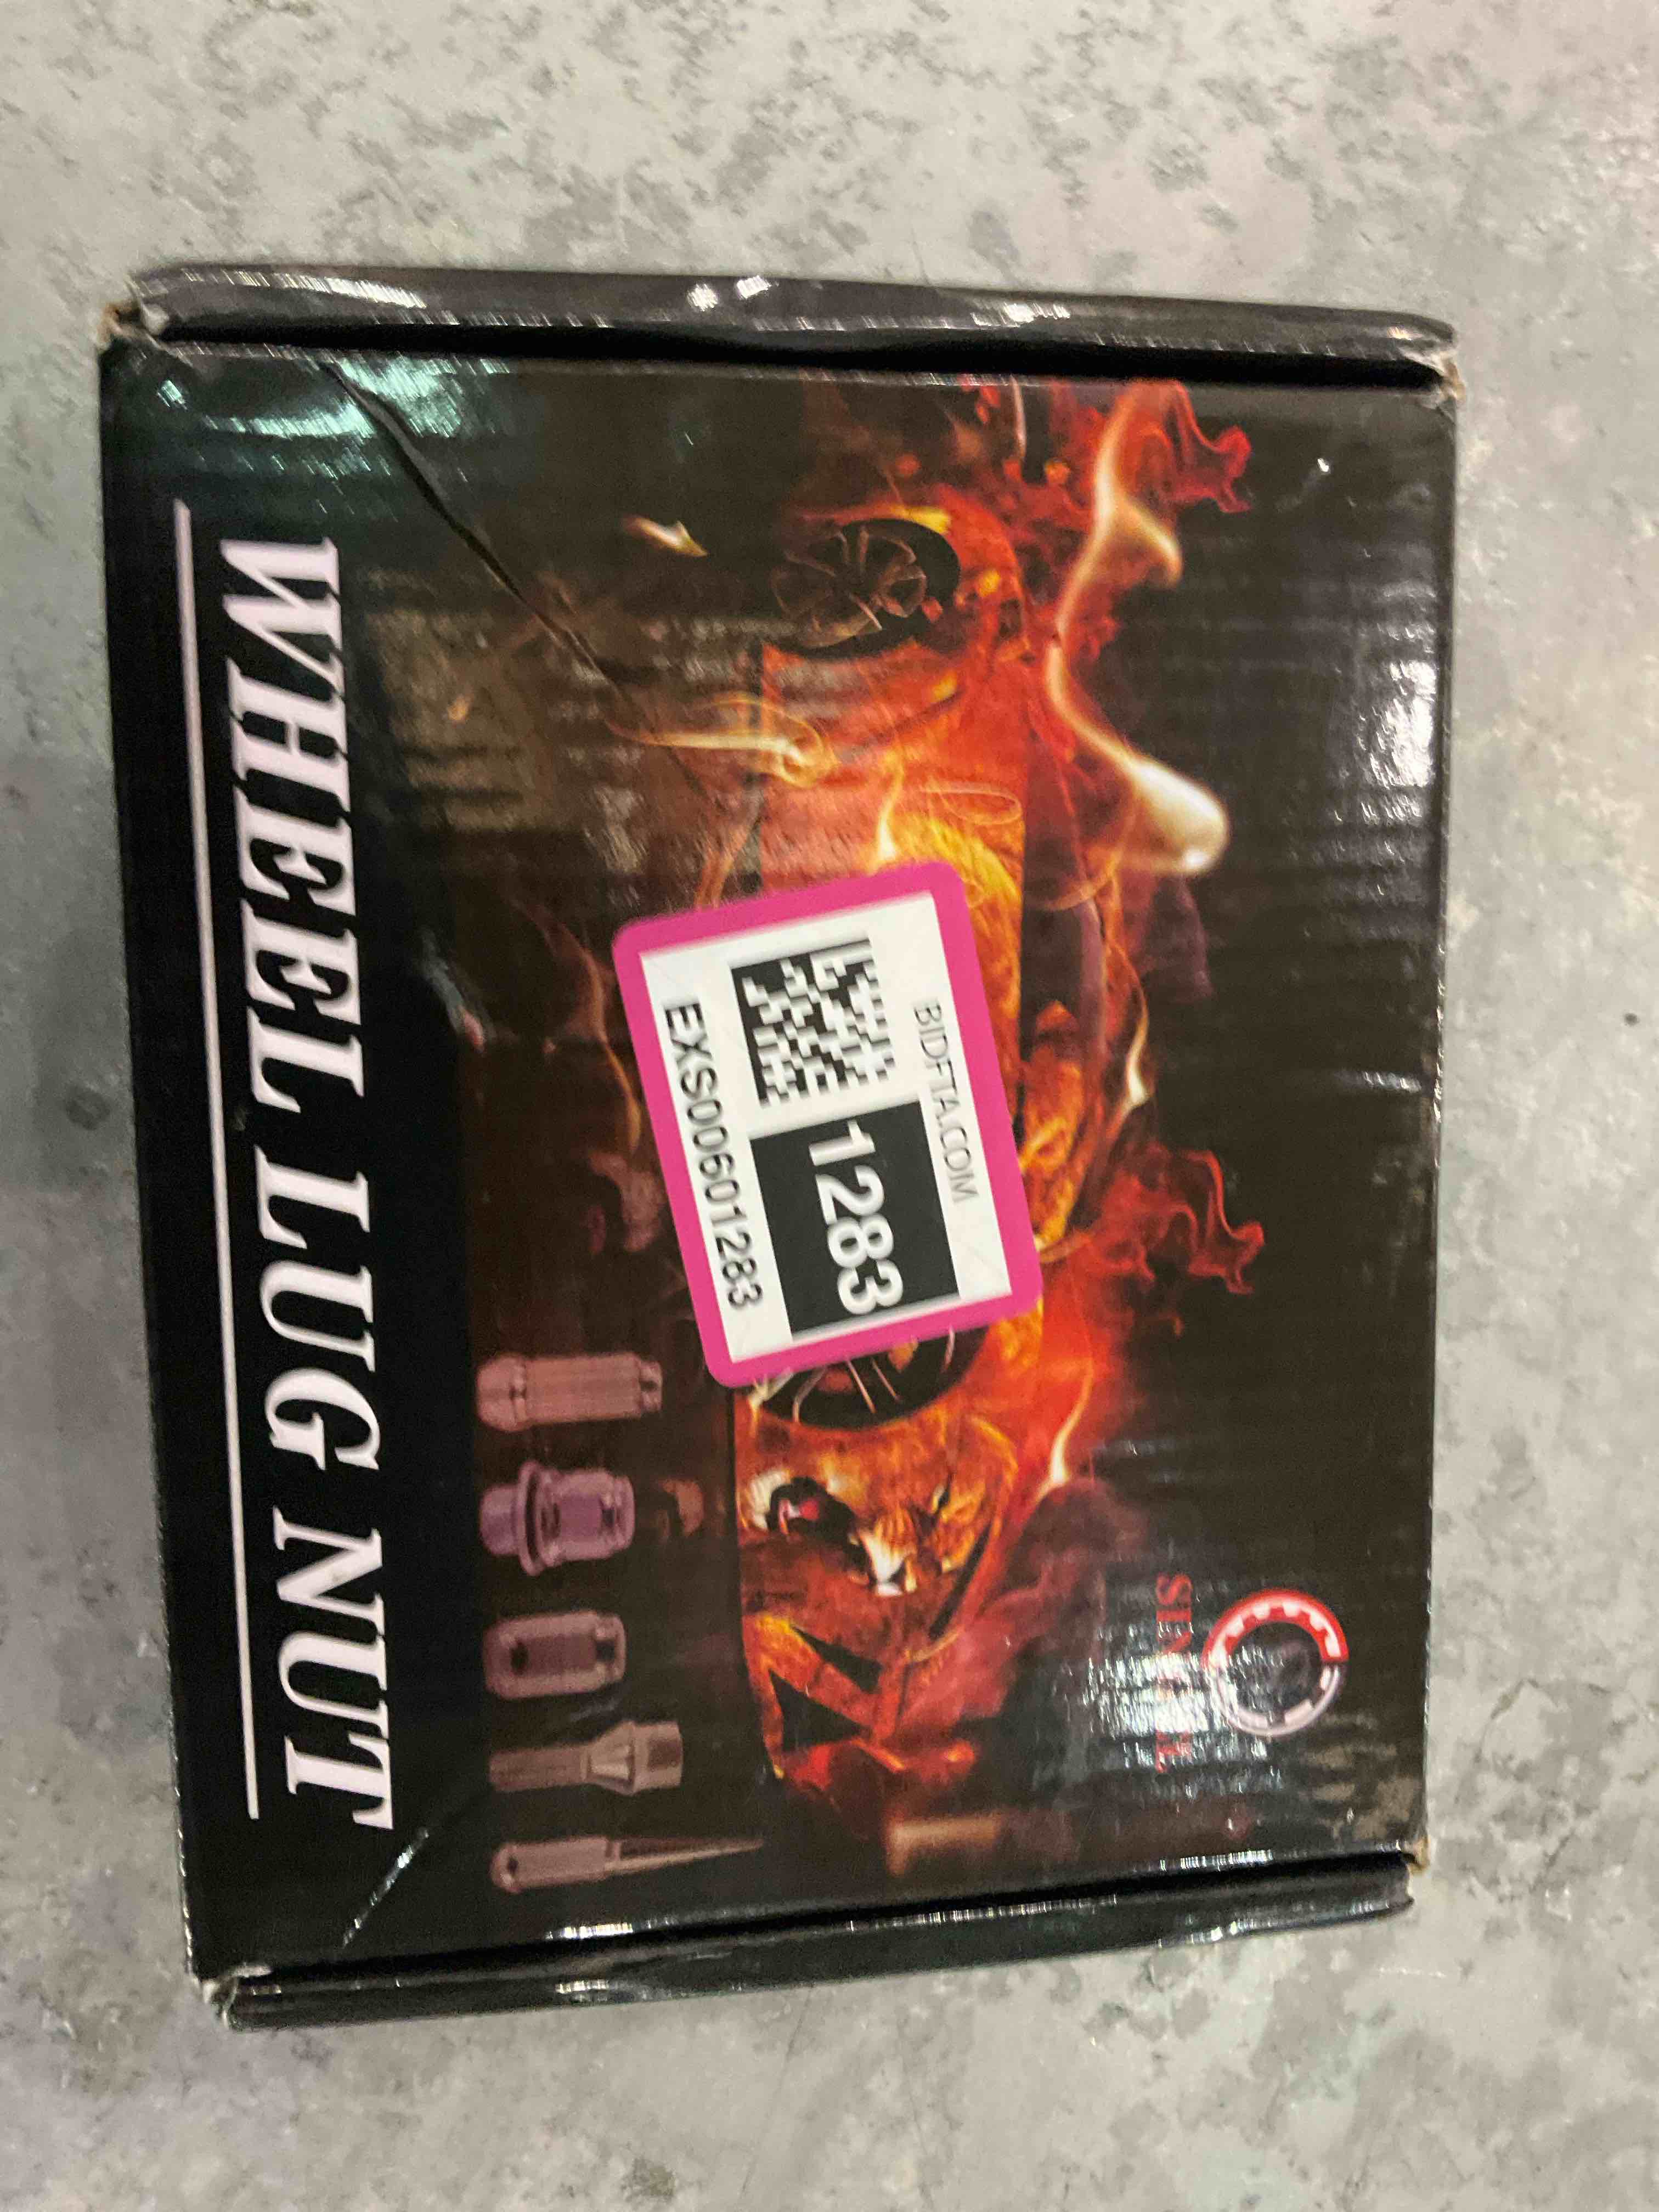 BIDFTA.COM
1283
EXS00601283
WHEEL LUG NUT